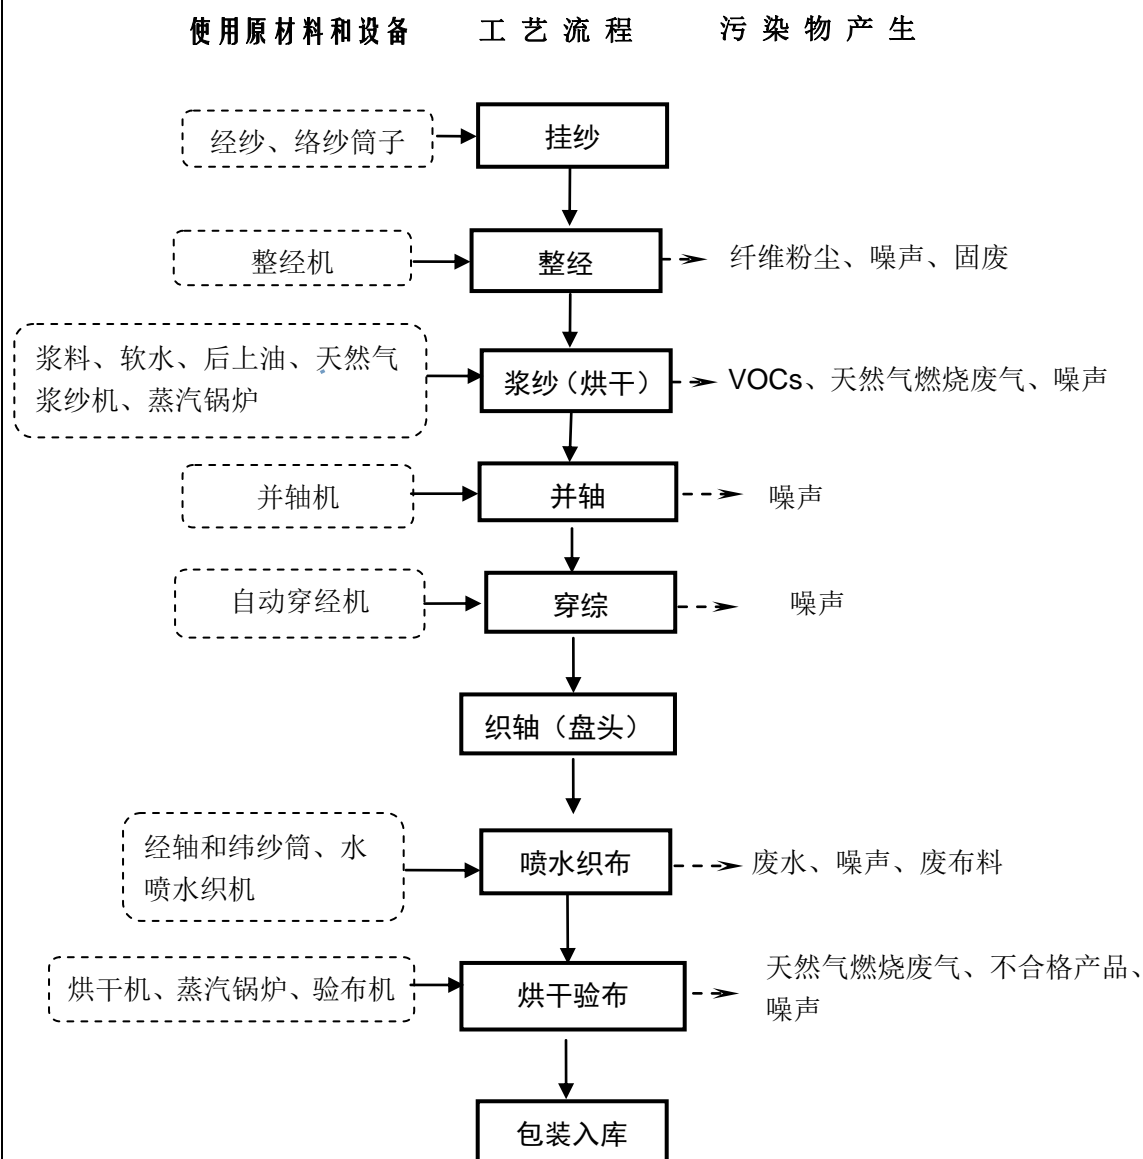 使用原材料和设备 工艺流程 污染物产生
经纱、络纱筒子 挂纱
整经机 整经 纤维粉尘、噪声、固废
浆料、软水、后上油、天然气
浆纱机、蒸汽锅炉
浆纱（烘干） VOCs、天然气燃烧废气、噪声
并轴机 并轴 噪声
自动穿经机 穿综 噪声
织轴（盘头）
经轴和纬纱筒、水
喷水织机
喷水织布 废水、噪声、废布料
烘干机、蒸汽锅炉、验布机 烘干验布
天然气燃烧废气、不合格产品、
噪声
包装入库